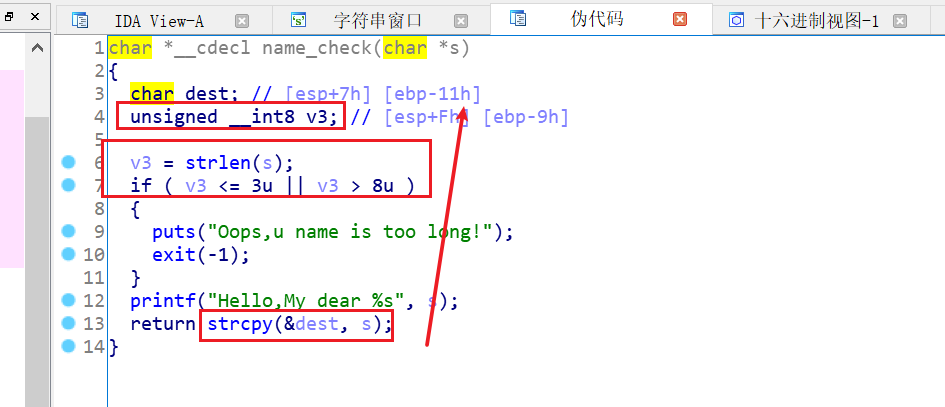 IDA View-A 字符串窗口 伪代码 十六进制视图-1
1 char *__cdecl name_check(char *s)
2 {
3 char dest; // [esp+7h] [ebp-11h]
4 unsigned __int8 v3; // [esp+Fh] [ebp-9h]
5
6 v3 = strlen(s);
7 if ( v3 <= 3u || v3 > 8u )
8 {
9 puts("Oops,u name is too long!");
10 exit(-1);
11 }
12 printf("Hello,My dear %s", s);
13 return strcpy(&dest, s);
14 }